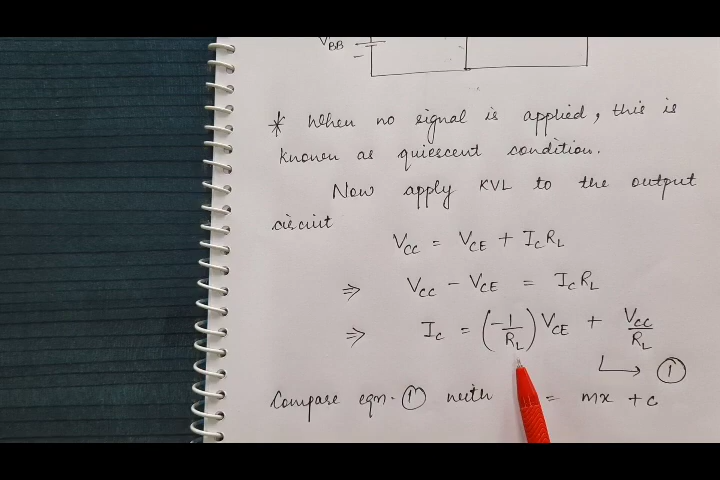 VBB
* When no signal is applied, this is
known as quiescent condition.
Now apply KVL to the output
circuit
VCC = VCE + ICRL
⇒ VCC - VCE = ICRL
⇒ IC = (-1/RL) VCE + VCC/RL
↳ ①
Compare eqn. ① with = mx + c